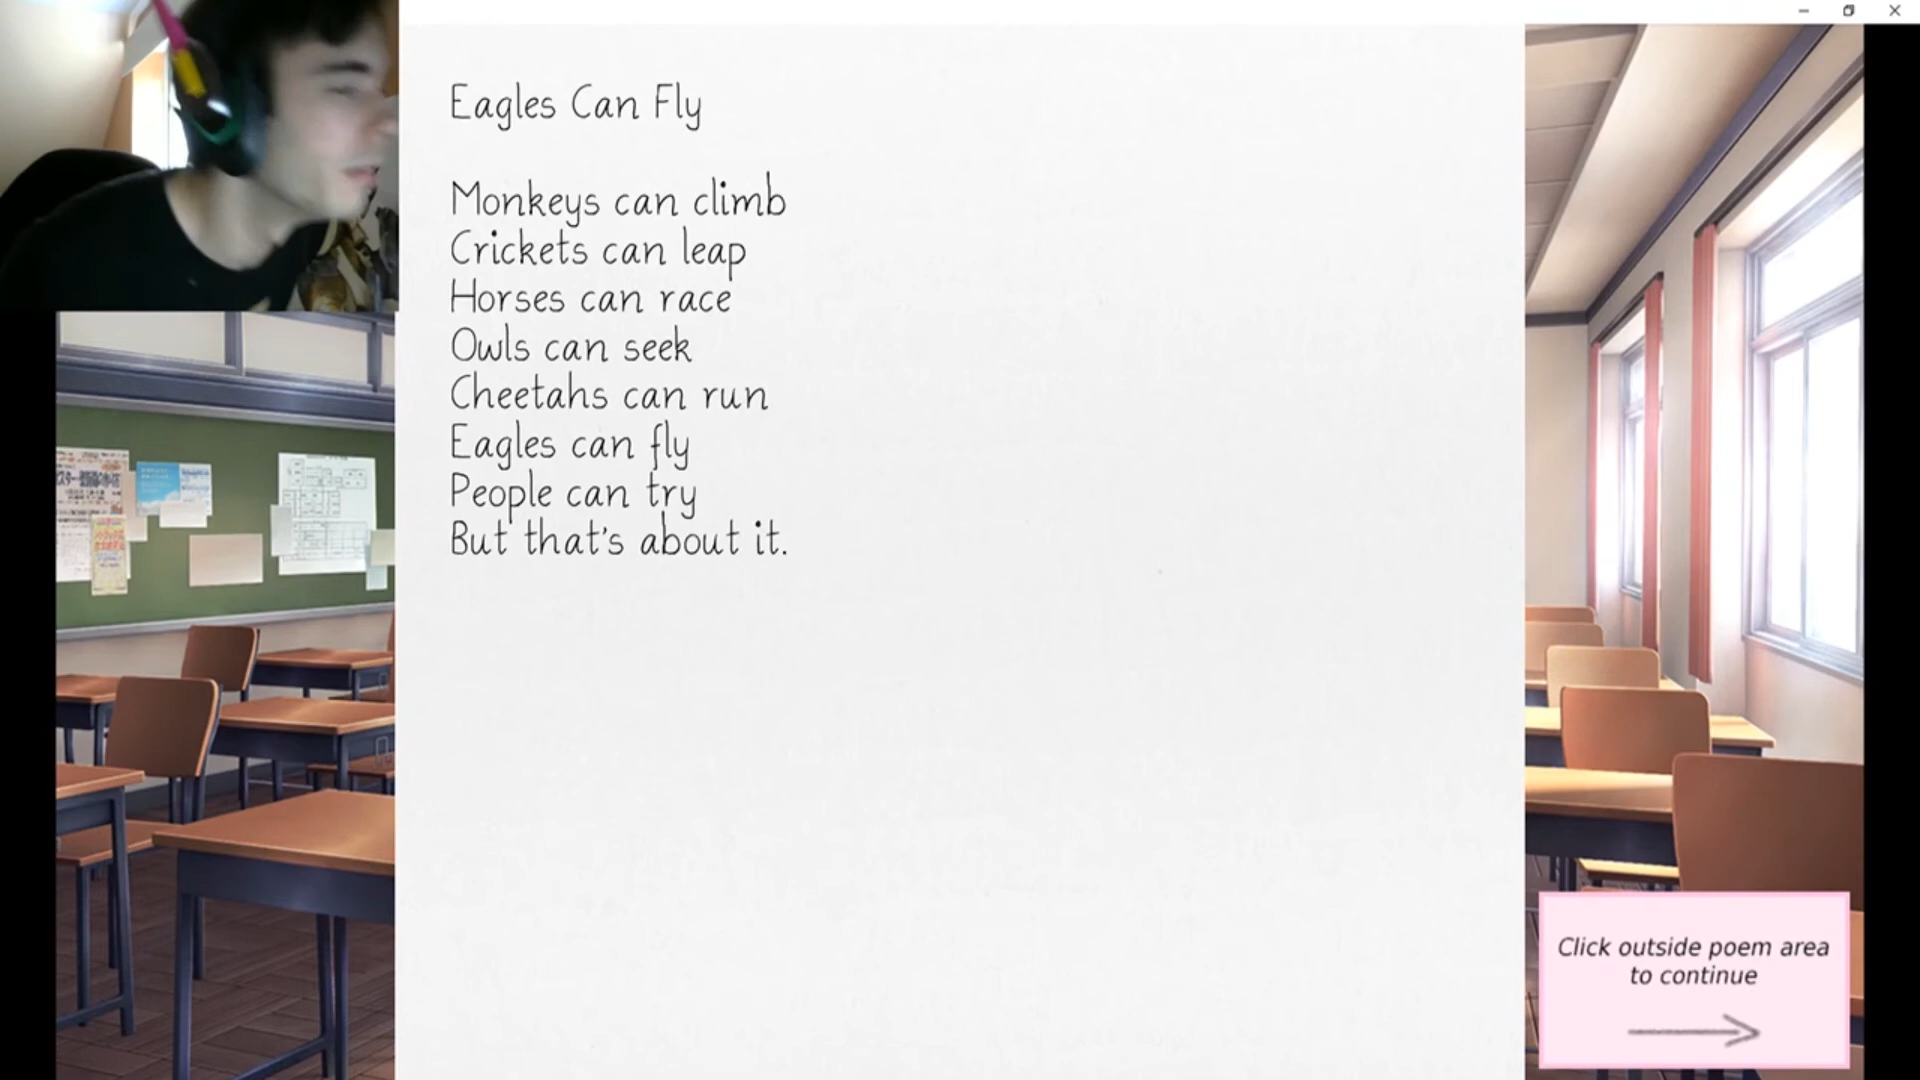 Eagles Can Fly
Monkeys can climb
Crickets can leap
Horses can race
Owls can seek
Cheetahs can run
Eagles can fly
People can try
But that's about it.
Click outside poem area
to continue